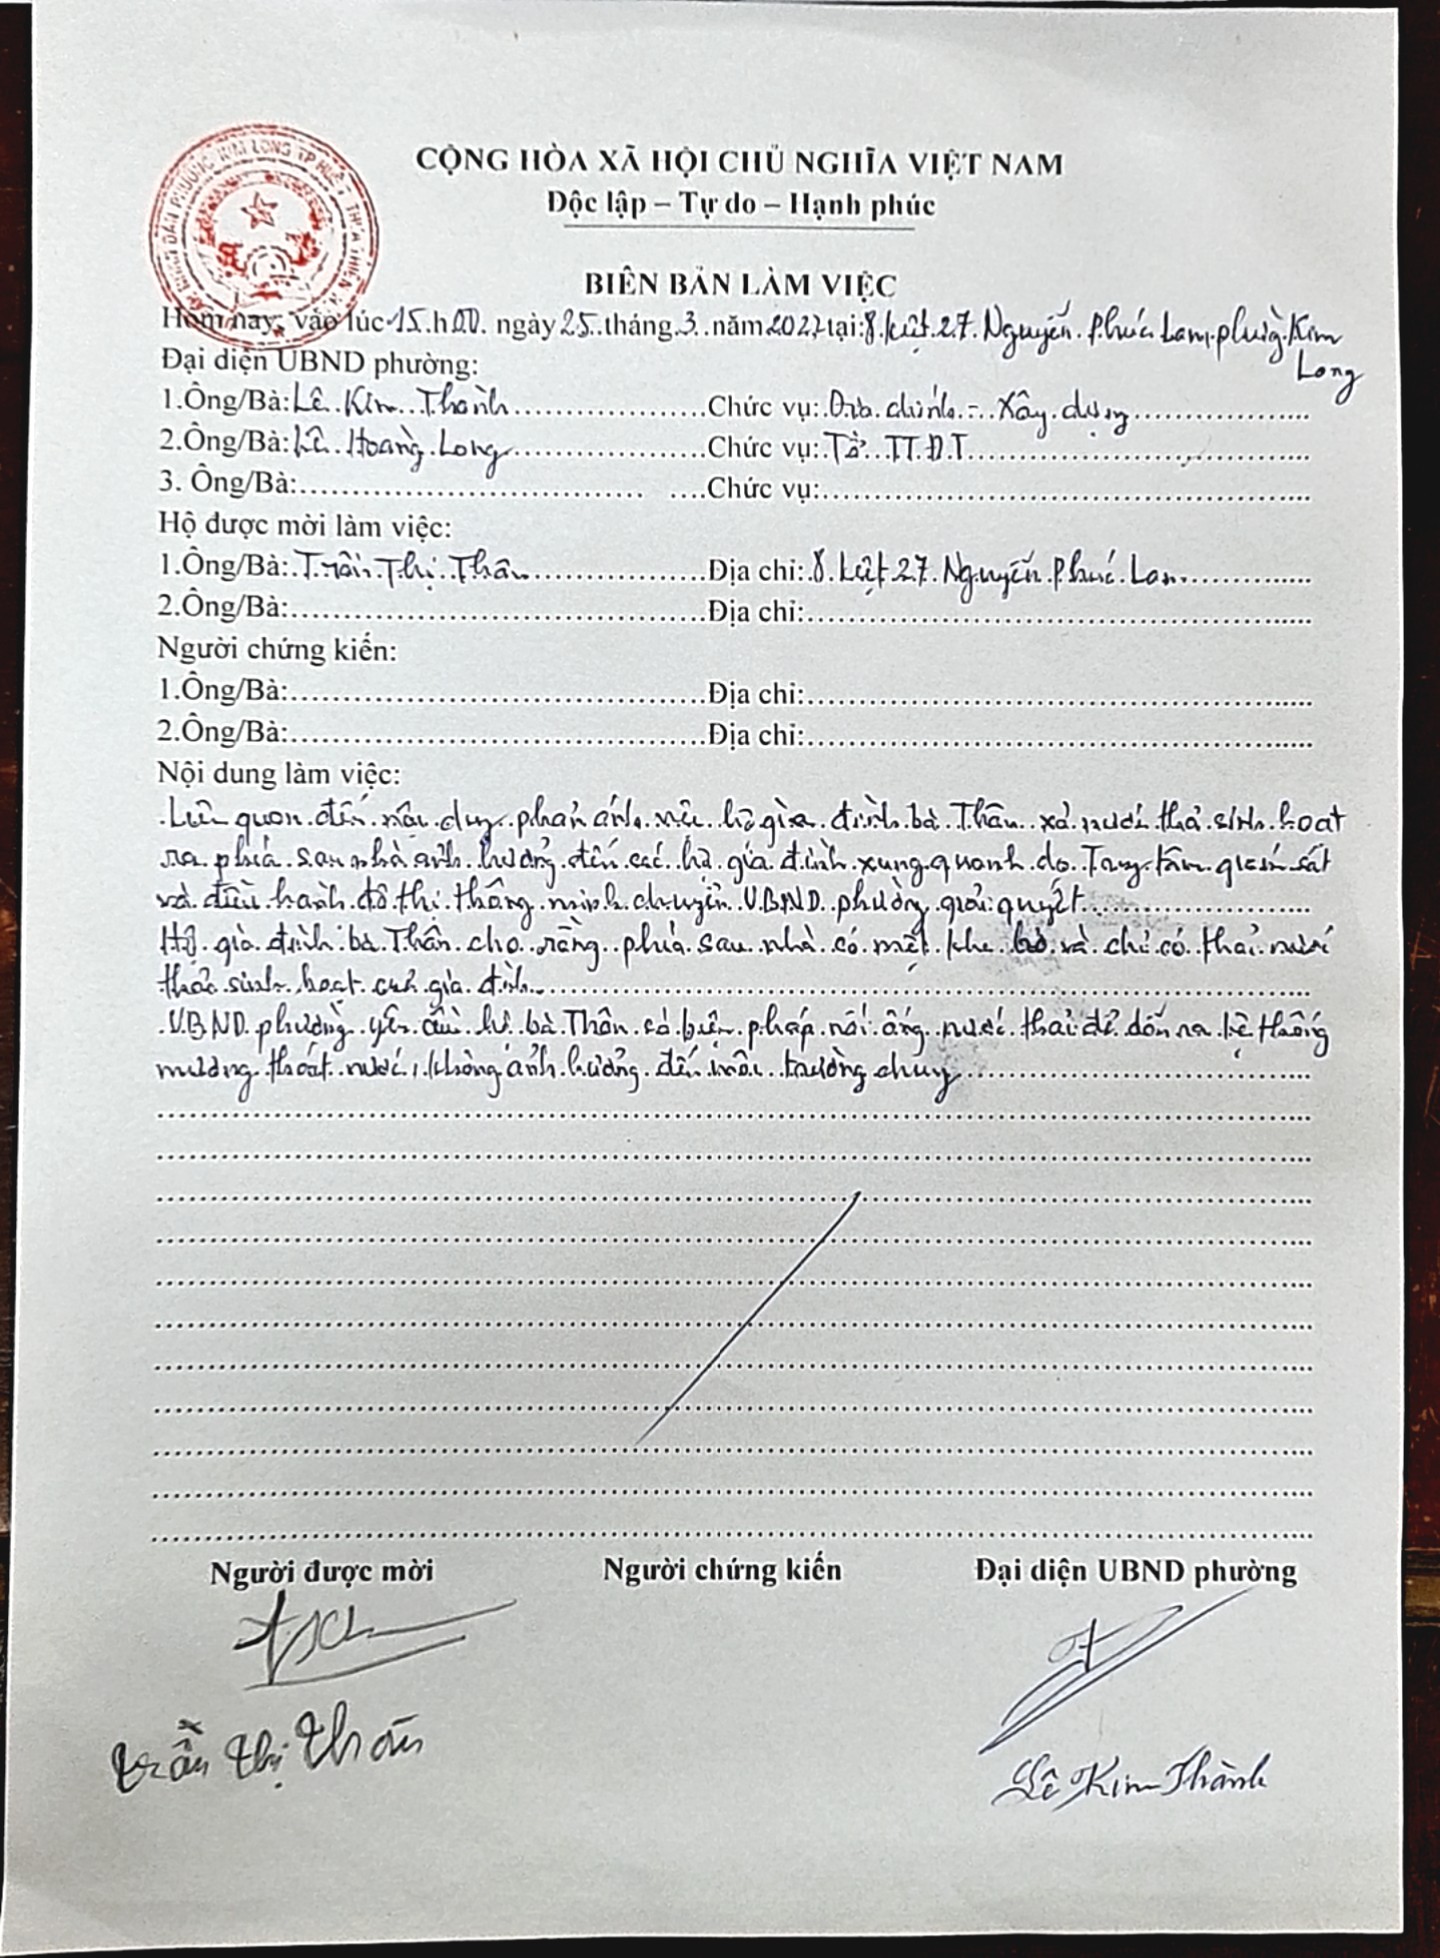 CỘNG HÒA XÃ HỘI CHỦ NGHĨA VIỆT NAM
Độc lập – Tự do – Hạnh phúc
BIÊN BẢN LÀM VIỆC
Hôm nay, vào lúc 15.h00. ngày 25. tháng.3. năm 2022 tại: 8. kiệt. 27. Nguyễn. Phúc Lan. phường. Kim
Long
Đại diện UBND phường:
1.Ông/Bà: Lê. Kim. Thành Chức vụ: Địa chính - Xây dựng
2.Ông/Bà: Lê. Hoàng. Long Chức vụ: Tổ TT.ĐT
3. Ông/Bà: Chức vụ:
Hộ được mời làm việc:
1.Ông/Bà: Trần. Thị. Thân Địa chỉ: 8. kiệt 27. Nguyễn. Phúc. Lan
2.Ông/Bà: Địa chỉ:
Người chứng kiến:
1.Ông/Bà: Địa chỉ:
2.Ông/Bà: Địa chỉ:
Nội dung làm việc:
Liên quan đến nội dung phản ánh việc hộ gia đình bà Thân xả nước thải sinh hoạt
ra phía sau nhà ảnh hưởng đến các hộ gia đình xung quanh do Trung tâm giám sát
và điều hành đô thị thông minh chuyển UBND phường giải quyết
Hộ gia đình bà Thân cho rằng phía sau nhà có một khe hở và chỉ có thải nước
thải sinh hoạt của gia đình
UBND phường yêu cầu hộ bà Thân có biện pháp nối ống nước thải để dẫn ra hệ thống
mương thoát nước, không ảnh hưởng đến môi trường chung
Người được mời Người chứng kiến Đại diện UBND phường
Trần Thị Thân
Lê Kim Thành